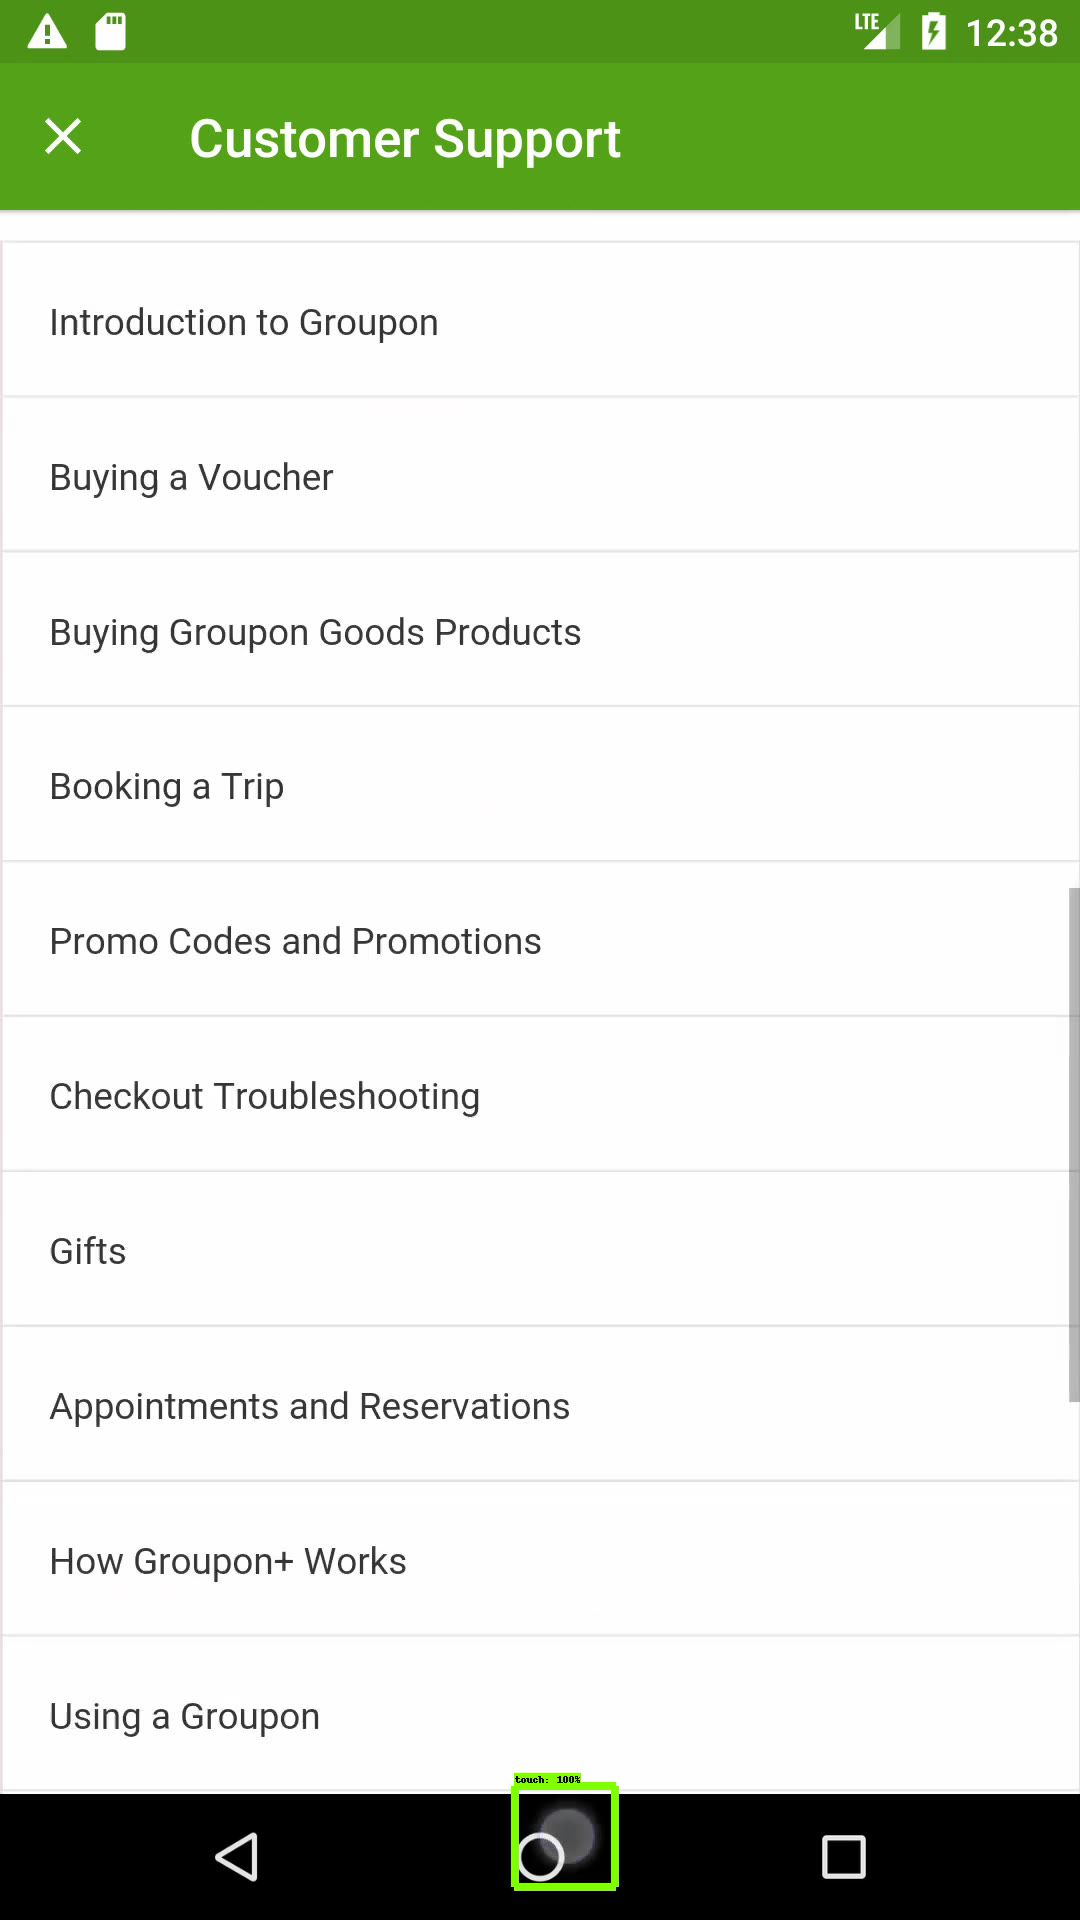 LTE 12:38
Customer Support
Introduction to Groupon
Buying a Voucher
Buying Groupon Goods Products
Booking a Trip
Promo Codes and Promotions
Checkout Troubleshooting
Gifts
Appointments and Reservations
How Groupon+ Works
Using a Groupon
touch: 100%